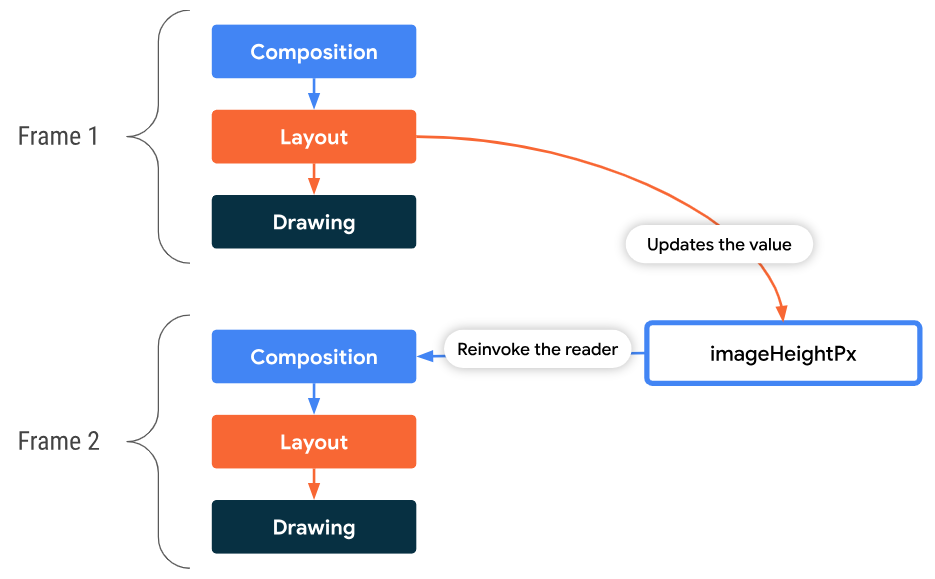 Composition
Frame 1
Layout
Drawing
Updates the value
Composition
Reinvoke the reader
imageHeightPx
Frame 2
Layout
Drawing